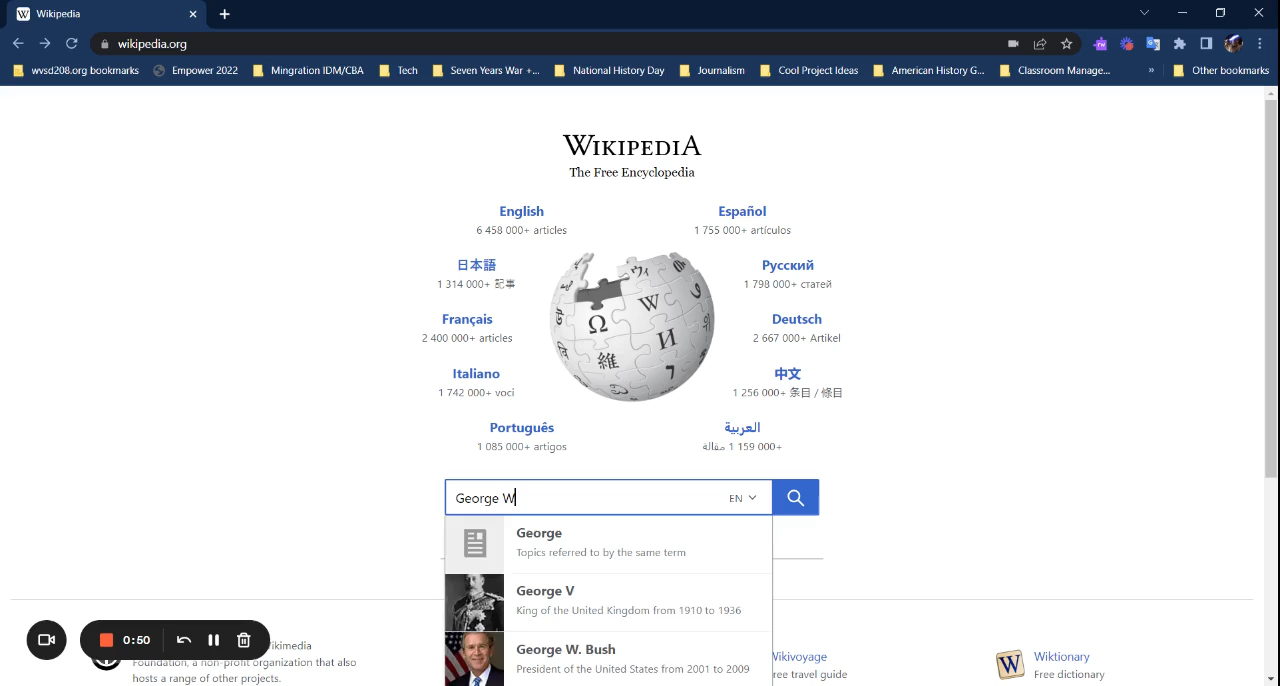 Wikipedia
wikipedia.org
wvsd208.org bookmarks
Empower 2022
Mingration IDM/CBA
Tech
Seven Years War +...
National History Day
Journalism
Cool Project Ideas
American History G...
Classroom Manage...
»
Other bookmarks
WIKIPEDIA
The Free Encyclopedia
English
6 458 000+ articles
Español
1 755 000+ artículos
日本語
1 314 000+ 記事
Русский
1 798 000+ статей
Français
2 400 000+ articles
Deutsch
2 667 000+ Artikel
Italiano
1 742 000+ voci
中文
1 256 000+ 条目 / 條目
Português
1 085 000+ artigos
العربية
1 159 000+ مقالة
Ω W И 維 ウィ
George W
EN
George
Topics referred to by the same term
George V
King of the United Kingdom from 1910 to 1936
George W. Bush
President of the United States from 2001 to 2009
0:50
ikimedia
Foundation, a non-profit organization that also
hosts a range of other projects.
Vikivoyage
ree travel guide
W
Wiktionary
Free dictionary